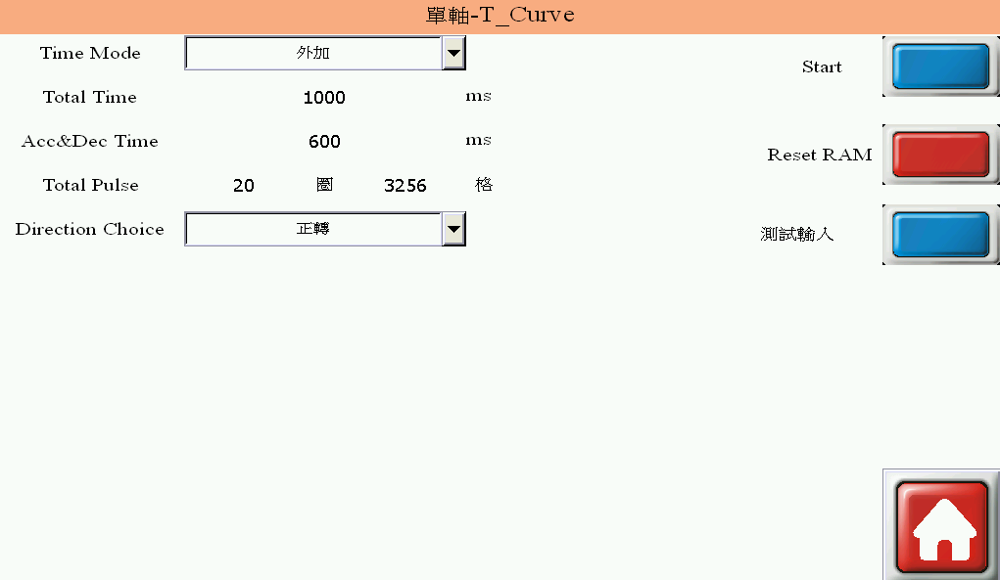 單軸-T_Curve
Time Mode 外加
Start
Total Time 1000 ms
Acc&Dec Time 600 ms
Reset RAM
Total Pulse 20 圈 3256 格
Direction Choice 正轉
測試輸入